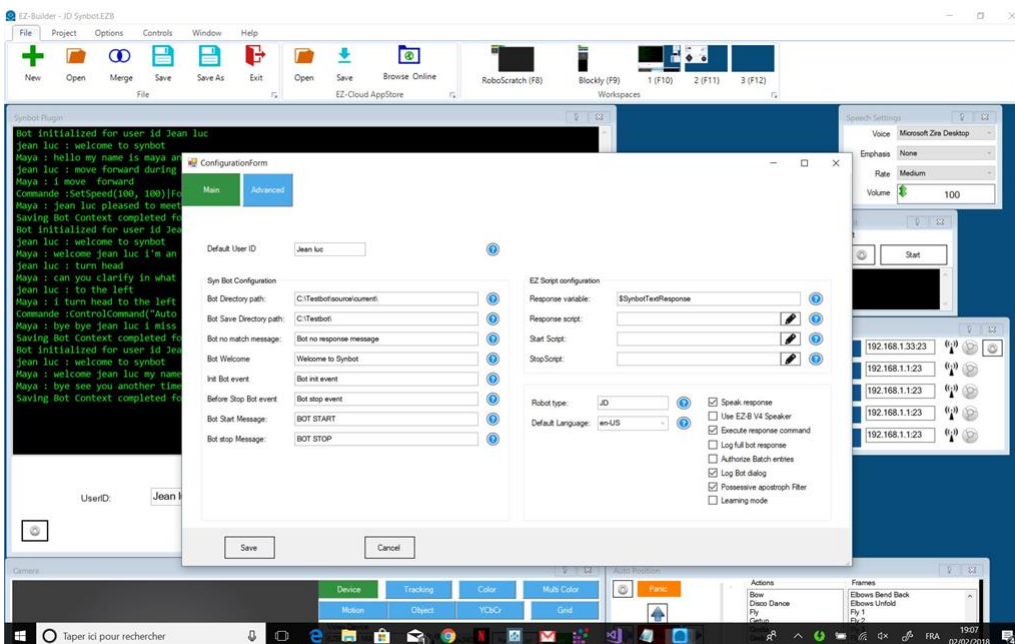 EZ-Builder - JD Synbot.EZB
File Project Options Controls Window Help
New Open Merge Save Save As Exit Open Save Browse Online RoboScratch (F8) Blockly (F9) 1 (F10) 2 (F11) 3 (F12)
File EZ-Cloud AppStore Workspaces
Synbot Plugin
Bot initialized for user id Jean luc
jean luc : welcome to synbot
Maya : hello my name is maya an
jean luc : move forward during
Maya : i move forward
Commande :SetSpeed(100, 100)|Fo
Maya : jean luc pleased to meet
Saving Bot Context completed fo
Bot initialized for user id Jea
jean luc : welcome to synbot
Maya : welcome jean luc i'm an
jean luc : turn head
Maya : can you clarify in what
jean luc : to the left
Maya : i turn head to the left
Commande :ControlCommand("Auto
Maya : bye bye jean luc i miss
Saving Bot Context completed fo
Bot initialized for user id Jea
jean luc : welcome to synbot
Maya : welcome jean luc my name
Maya : bye see you another time
Saving Bot Context completed fo
UserID: Jean l
ConfigurationForm
Main Advanced
Default User ID Jean luc
Syn Bot Configuration
Bot Directory path: C:\Testbot\source\current\
Bot Save Directory path: C:\Testbot\
Bot no match message: Bot no response message
Bot Welcome Welcome to Synbot
Init Bot event Bot init event
Before Stop Bot event Bot stop event
Bot Start Message: BOT START
Bot stop Message: BOT STOP
EZ Script configuration
Response variable: $SynbotTextResponse
Response script:
Start Script:
StopScript:
Robot type: JD
Default Language: en-US
Speak response
Use EZ-B V4 Speaker
Execute response command
Log full bot response
Authorize Batch entries
Log Bot dialog
Possessive apostroph Filter
Learning mode
Save Cancel
Speech Settings
Voice Microsoft Zira Desktop
Emphasis None
Rate Medium
Volume 100
Start
192.168.1.33:23
192.168.1.1:23
192.168.1.1:23
192.168.1.1:23
192.168.1.1:23
Camera
Device Tracking Color Multi Color
Motion Object YCbCr Grid
Auto Position
Panic
Actions
Bow
Disco Dance
Fly
Getup
Frames
Elbows Bend Back
Elbows Unfold
Fly 1
Fly 2
Taper ici pour rechercher
FRA
19:07
02/02/2018